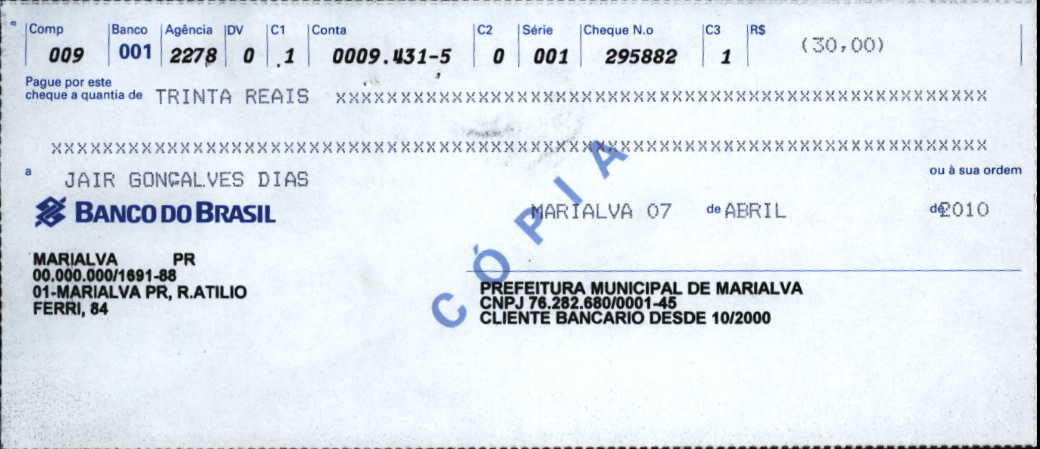 Comp Banco Agência DV C1 Conta C2 Série Cheque N.o C3 R$
009 001 2278 0 1 0009.431-5 0 001 295882 1 (30,00)
Pague por este
cheque a quantia de TRINTA REAIS XXXXXXXXXXXXXXXXXXXXXXXXXXXXXXXXXXXXXXXXXXXXXXXXXXXXXXXXXXXX
XXXXXXXXXXXXXXXXXXXXXXXXXXXXXXXXXXXXXXXXXXXXXXXXXXXXXXXXXXXXXXXXXXXXXXXXXXXXXXXXXXXXXX
a JAIR GONÇALVES DIAS ou à sua ordem
BANCO DO BRASIL
MARIALVA 07 de ABRIL de 2010
CÓPIA
MARIALVA PR
00.000.000/1691-88
01-MARIALVA PR, R.ATILIO
FERRI, 84
PREFEITURA MUNICIPAL DE MARIALVA
CNPJ 76.282.680/0001-45
CLIENTE BANCARIO DESDE 10/2000